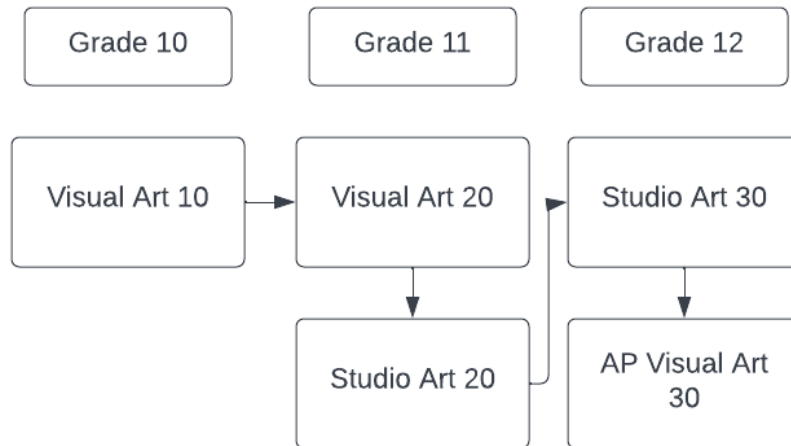 Grade 10
Grade 11
Grade 12
Visual Art 10
Visual Art 20
Studio Art 30
Studio Art 20
AP Visual Art
30